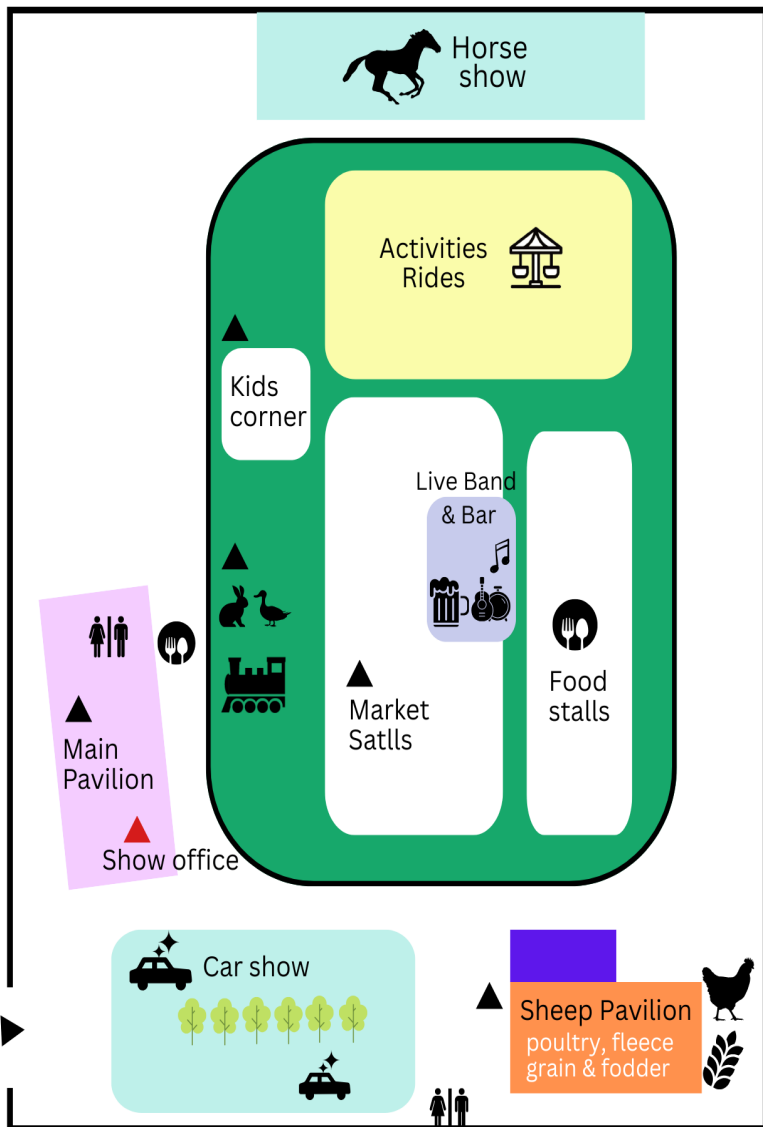 Horse
show
Activities
Rides
Kids
corner
Live Band
& Bar
Market
Satlls
Food
stalls
Main
Pavilion
Show office
Car show
Sheep Pavilion
poultry, fleece
grain & fodder